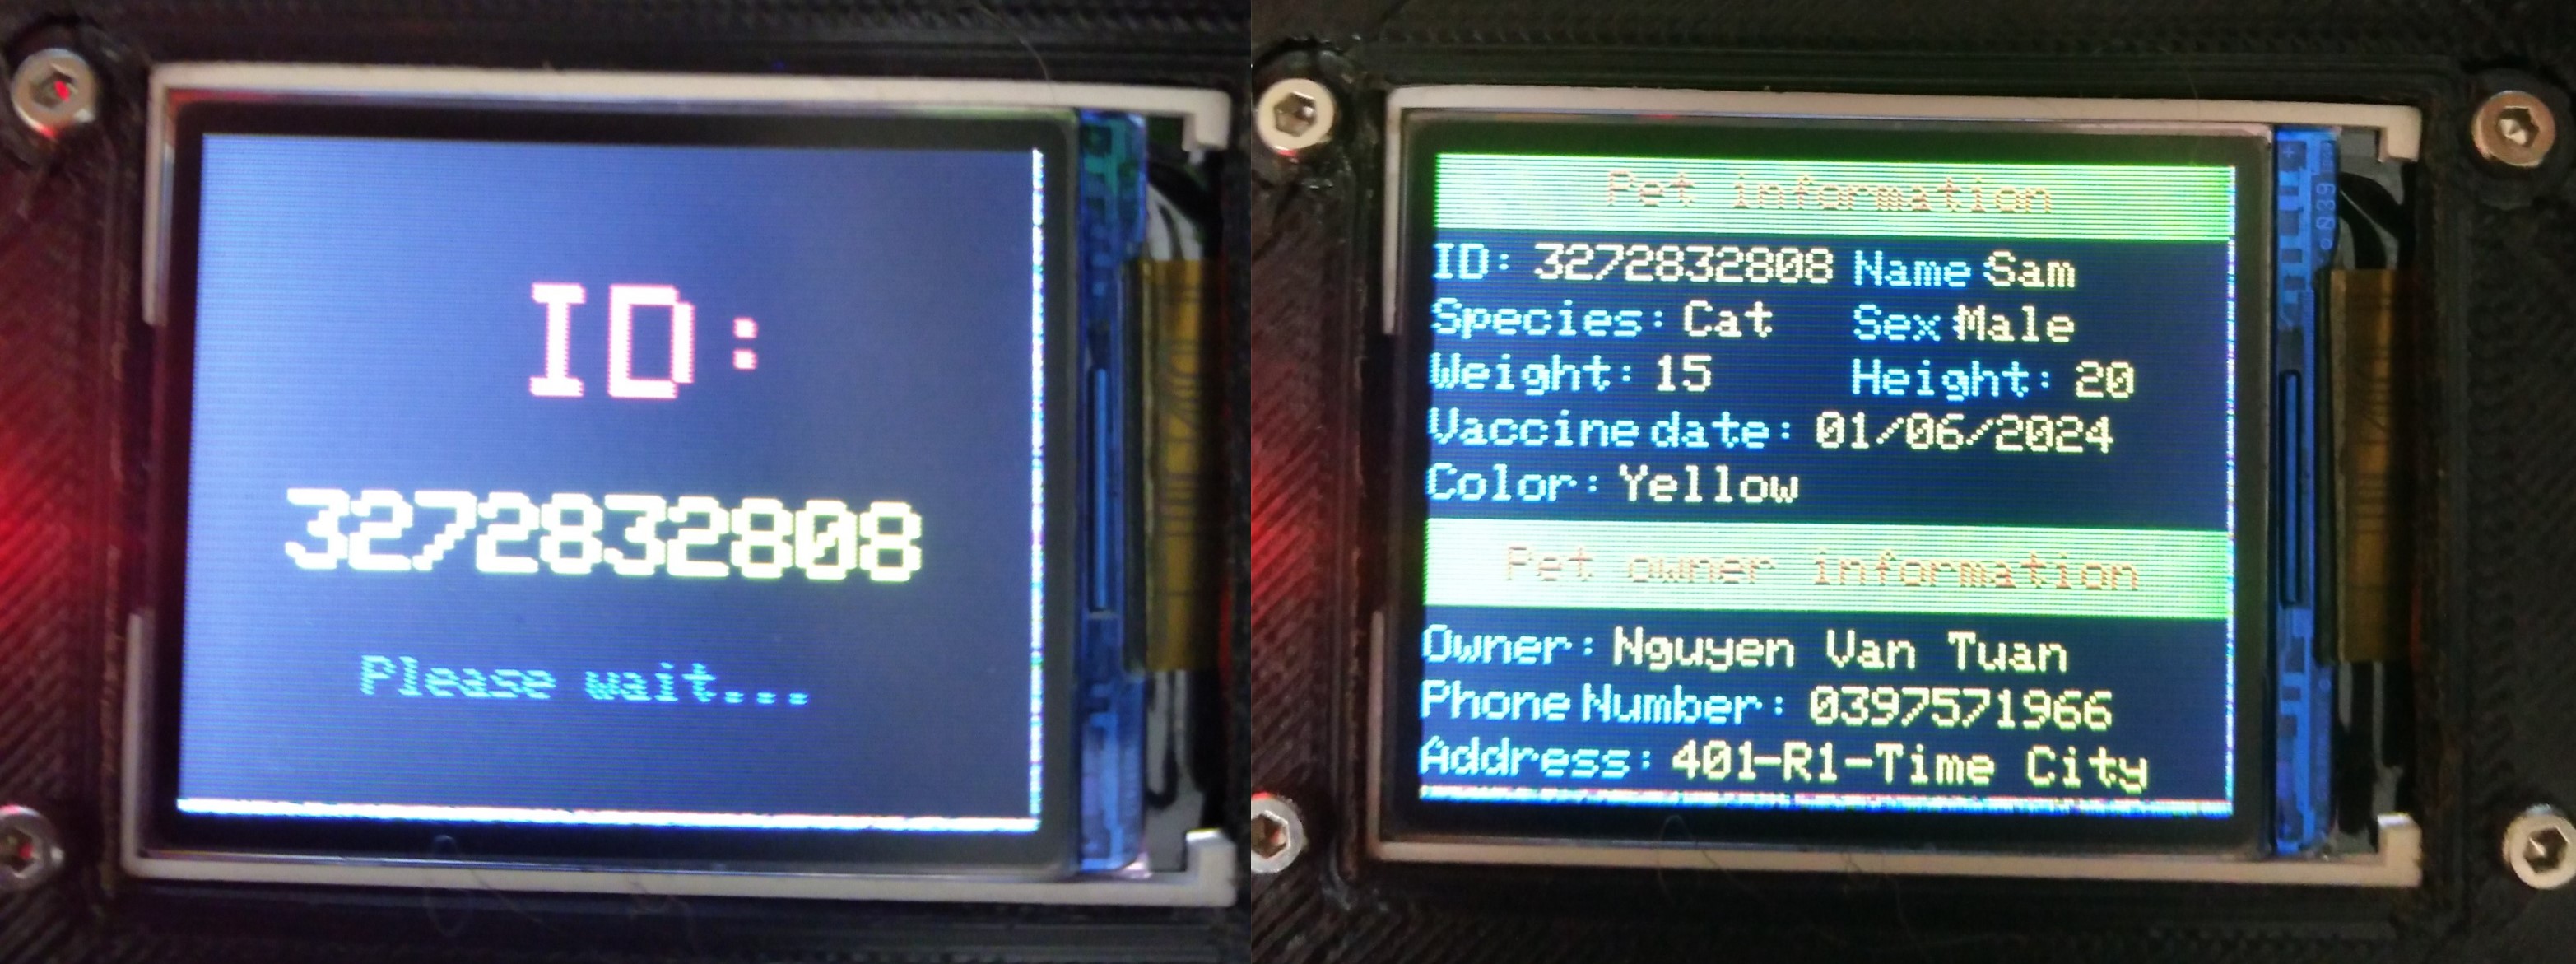 ID:
3272832808
Please wait...
Pet information
ID: 3272832808 Name: Sam
Species: Cat Sex: Male
Weight: 15 Height: 20
Vaccine date: 01/06/2024
Color: Yellow
Pet owner information
Owner: Nguyen Van Tuan
Phone Number: 0397571966
Address: 401-R1-Time City